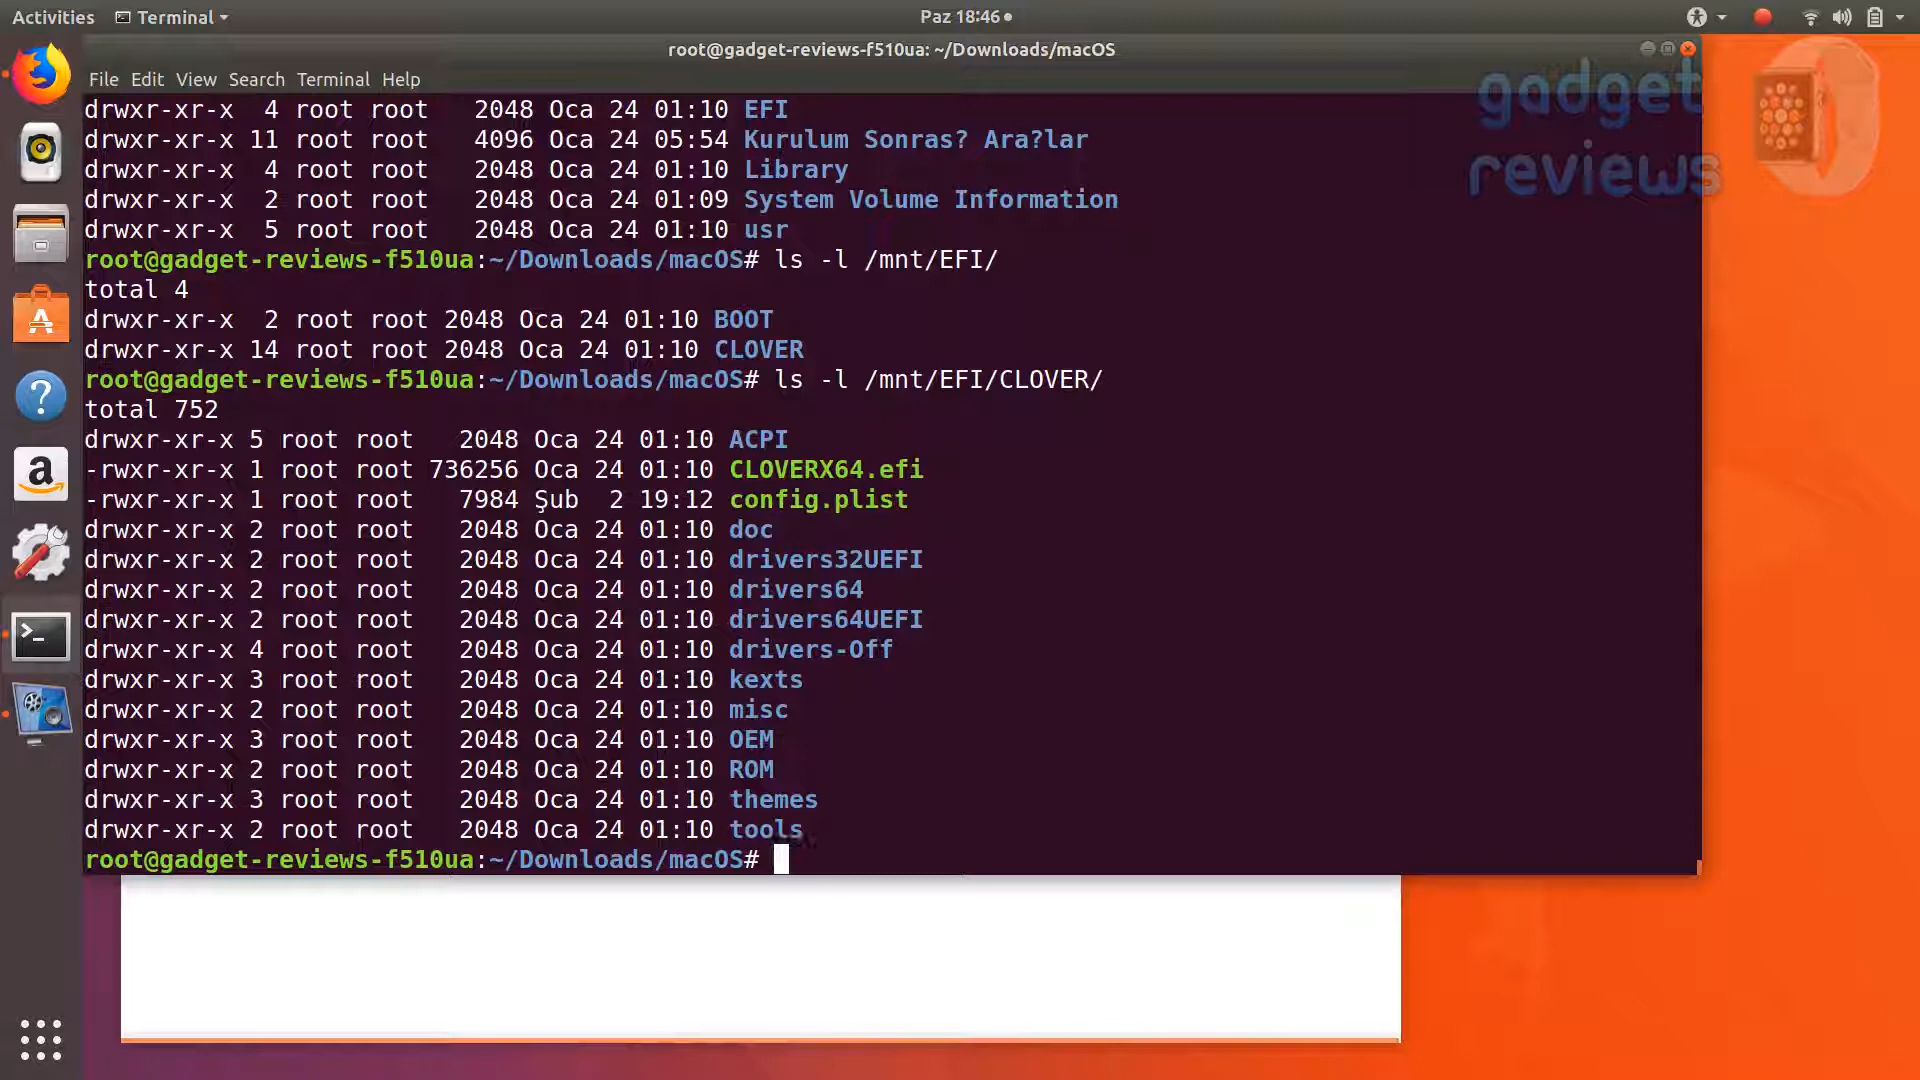 Activities Terminal Paz 18:46
root@gadget-reviews-f510ua: ~/Downloads/macOS
File Edit View Search Terminal Help
gadget
reviews
drwxr-xr-x  4 root root   2048 Oca 24 01:10 EFI
drwxr-xr-x 11 root root   4096 Oca 24 05:54 Kurulum Sonras? Ara?lar
drwxr-xr-x  4 root root   2048 Oca 24 01:10 Library
drwxr-xr-x  2 root root   2048 Oca 24 01:09 System Volume Information
drwxr-xr-x  5 root root   2048 Oca 24 01:10 usr
root@gadget-reviews-f510ua:~/Downloads/macOS# ls -l /mnt/EFI/
total 4
drwxr-xr-x  2 root root 2048 Oca 24 01:10 BOOT
drwxr-xr-x 14 root root 2048 Oca 24 01:10 CLOVER
root@gadget-reviews-f510ua:~/Downloads/macOS# ls -l /mnt/EFI/CLOVER/
total 752
drwxr-xr-x 5 root root   2048 Oca 24 01:10 ACPI
-rwxr-xr-x 1 root root 736256 Oca 24 01:10 CLOVERX64.efi
-rwxr-xr-x 1 root root   7984 Şub  2 19:12 config.plist
drwxr-xr-x 2 root root   2048 Oca 24 01:10 doc
drwxr-xr-x 2 root root   2048 Oca 24 01:10 drivers32UEFI
drwxr-xr-x 2 root root   2048 Oca 24 01:10 drivers64
drwxr-xr-x 2 root root   2048 Oca 24 01:10 drivers64UEFI
drwxr-xr-x 4 root root   2048 Oca 24 01:10 drivers-Off
drwxr-xr-x 3 root root   2048 Oca 24 01:10 kexts
drwxr-xr-x 2 root root   2048 Oca 24 01:10 misc
drwxr-xr-x 3 root root   2048 Oca 24 01:10 OEM
drwxr-xr-x 2 root root   2048 Oca 24 01:10 ROM
drwxr-xr-x 3 root root   2048 Oca 24 01:10 themes
drwxr-xr-x 2 root root   2048 Oca 24 01:10 tools
root@gadget-reviews-f510ua:~/Downloads/macOS#